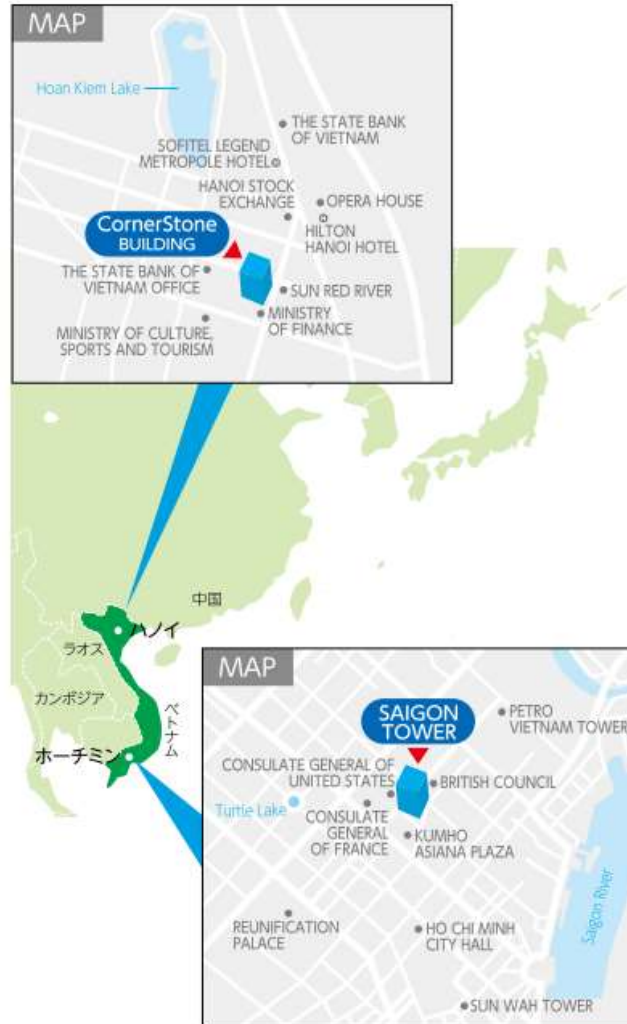 MAP
Hoan Kiem Lake
THE STATE BANK
OF VIETNAM
SOFITEL LEGEND
METROPOLE HOTEL
HANOI STOCK
EXCHANGE
OPERA HOUSE
HILTON
HANOI HOTEL
CornerStone
BUILDING
THE STATE BANK OF
VIETNAM OFFICE
SUN RED RIVER
MINISTRY
OF FINANCE
MINISTRY OF CULTURE,
SPORTS AND TOURISM
中国
ハノイ
ラオス
カンボジア
ベトナム
ホーチミン
MAP
SAIGON
TOWER
PETRO
VIETNAM TOWER
CONSULATE GENERAL OF
UNITED STATES
BRITISH COUNCIL
Turtle Lake
CONSULATE
GENERAL
OF FRANCE
KUMHO
ASIANA PLAZA
REUNIFICATION
PALACE
HO CHI MINH
CITY HALL
Saigon River
SUN WAH TOWER